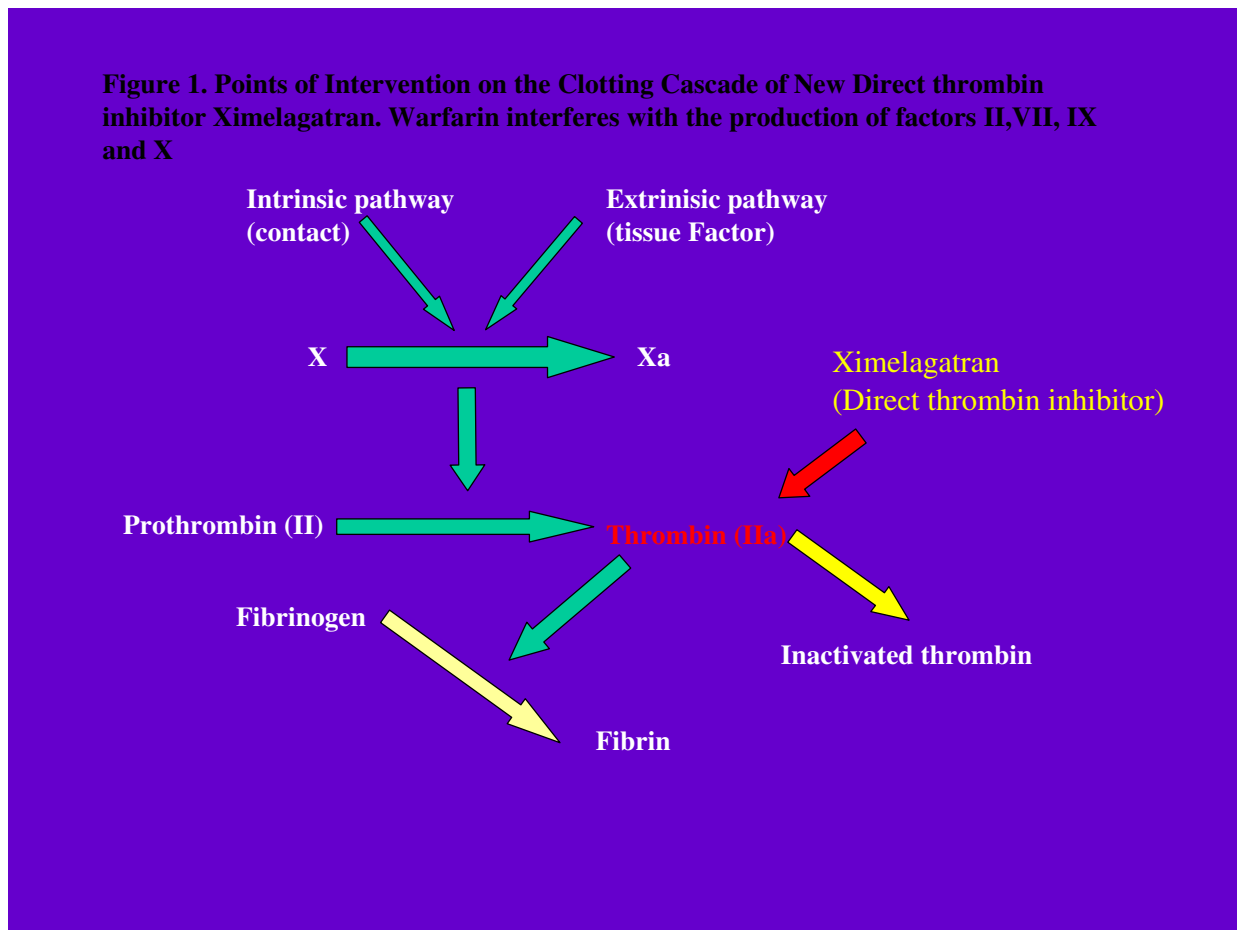 Figure 1. Points of Intervention on the Clotting Cascade of New Direct thrombin
inhibitor Ximelagatran. Warfarin interferes with the production of factors II,VII, IX
and X
Intrinsic pathway
(contact)
Extrinisic pathway
(tissue Factor)
X
Xa
Ximelagatran
(Direct thrombin inhibitor)
Prothrombin (II)
Thrombin (IIa)
Fibrinogen
Inactivated thrombin
Fibrin